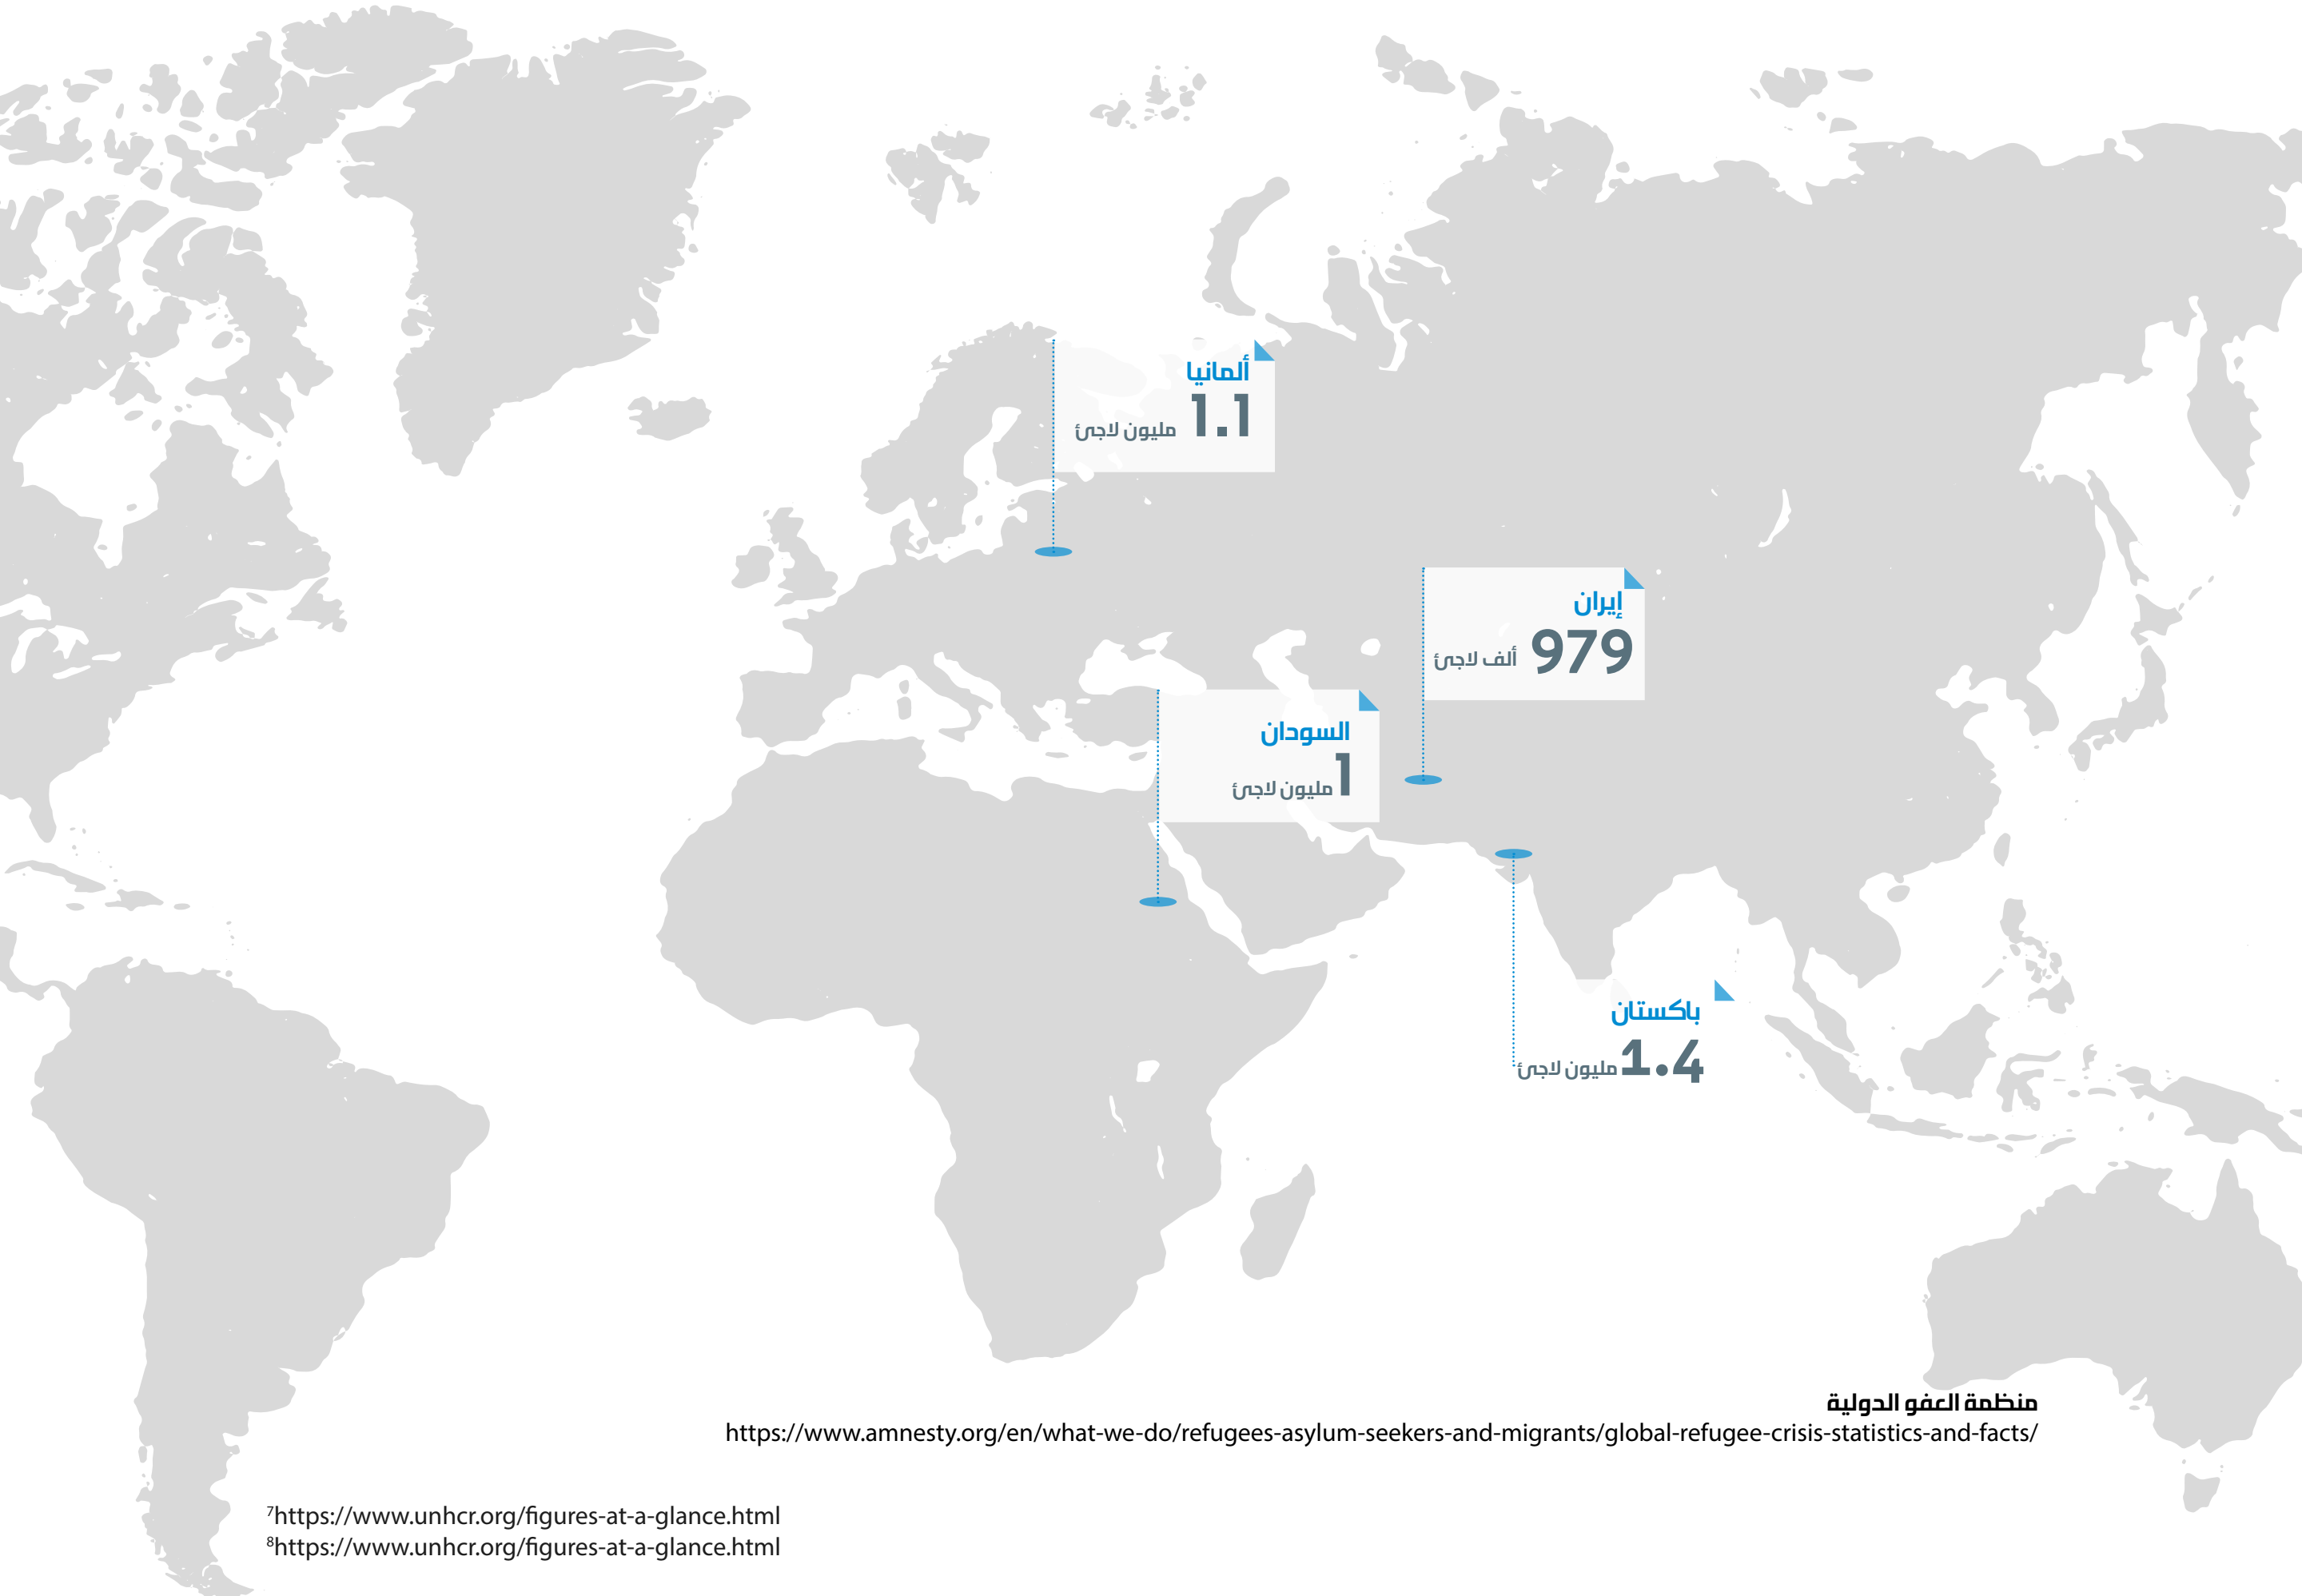 ألمانيا
1.1 مليون لاجئ
إيران
979 ألف لاجئ
السودان
1 مليون لاجئ
باكستان
1.4 مليون لاجئ
منظمة العفو الدولية
https://www.amnesty.org/en/what-we-do/refugees-asylum-seekers-and-migrants/global-refugee-crisis-statistics-and-facts/
⁷https://www.unhcr.org/figures-at-a-glance.html
⁸https://www.unhcr.org/figures-at-a-glance.html